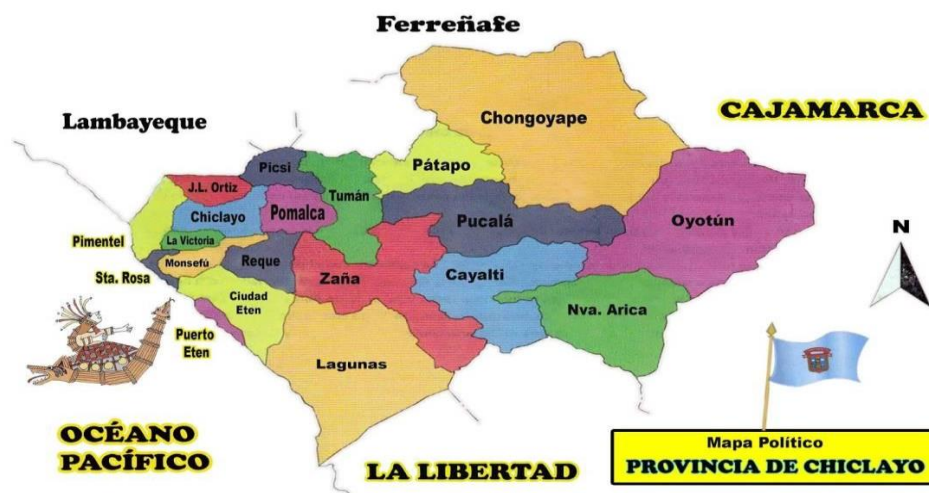 Ferreñafe
Lambayeque
CAJAMARCA
Chongoyape
Picsi
Pátapo
J.L. Ortiz
Tumán
Chiclayo
Pomalca
Pucalá
Oyotún
Pimentel
La Victoria
N
Monsefú
Reque
Sta. Rosa
Zaña
Cayalti
Ciudad
Eten
Nva. Arica
Puerto
Eten
Lagunas
OCÉANO
PACÍFICO
LA LIBERTAD
Mapa Político
PROVINCIA DE CHICLAYO